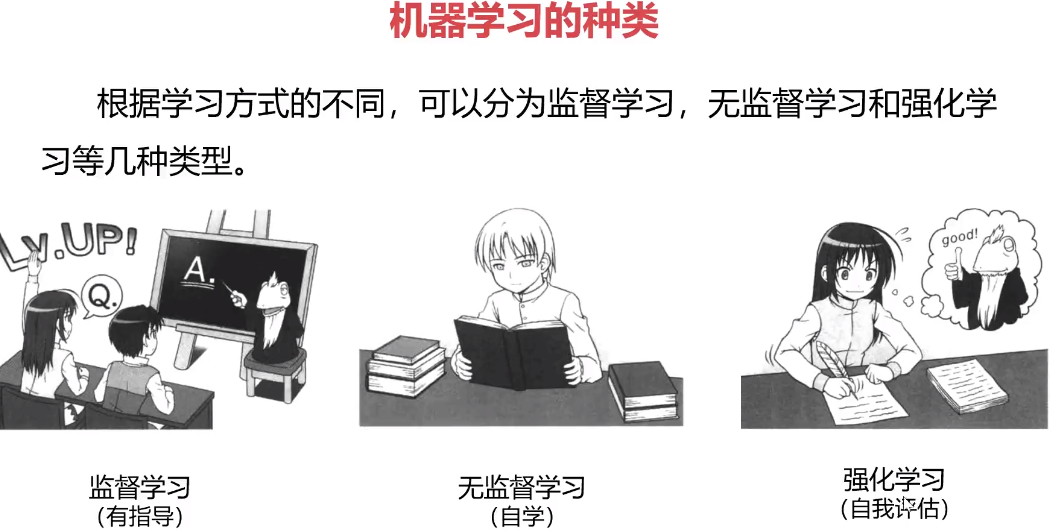 机器学习的种类
根据学习方式的不同，可以分为监督学习，无监督学习和强化学
习等几种类型。
Lv.UP!
Q.
A.
good!
监督学习
（有指导）
无监督学习
（自学）
强化学习
（自我评估）